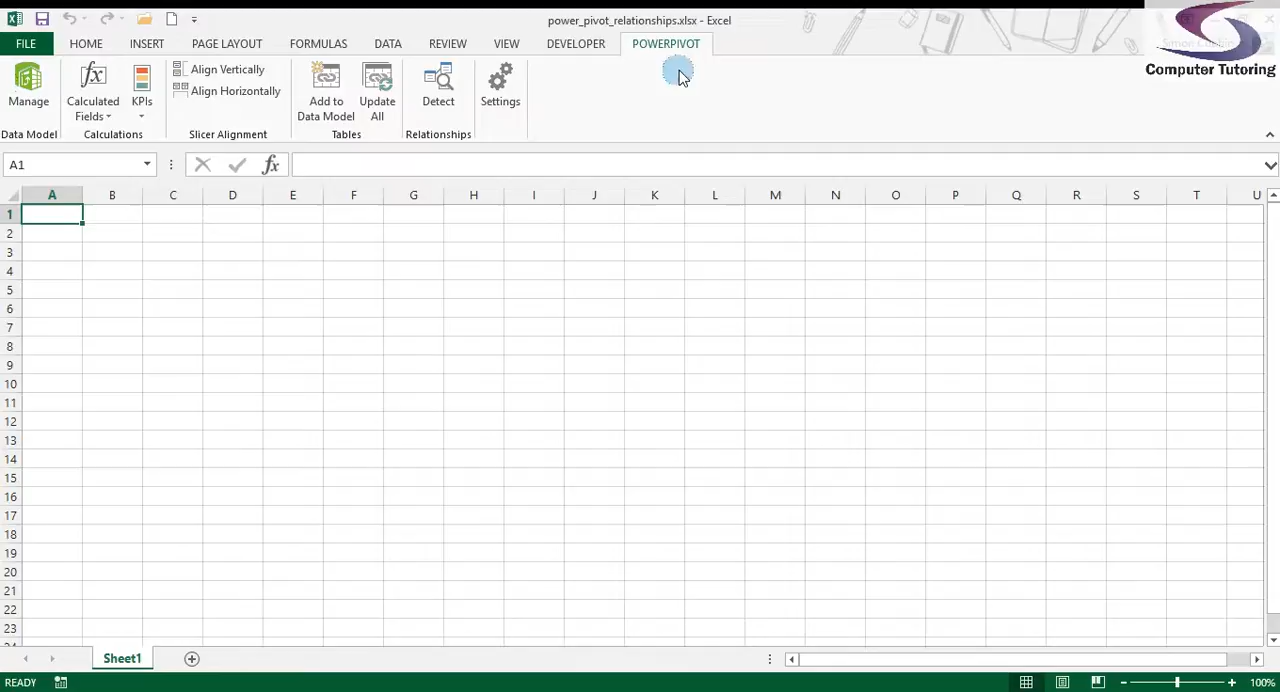 power_pivot_relationships.xlsx - Excel
FILE HOME INSERT PAGE LAYOUT FORMULAS DATA REVIEW VIEW DEVELOPER POWERPIVOT
Computer Tutoring
Manage
Calculated Fields
KPIs
Align Vertically
Align Horizontally
Add to Data Model
Update All
Detect
Settings
Data Model Calculations Slicer Alignment Tables Relationships
A1 fx
A B C D E F G H I J K L M N O P Q R S T U
1
2
3
4
5
6
7
8
9
10
11
12
13
14
15
16
17
18
19
20
21
22
23
Sheet1
READY 100%